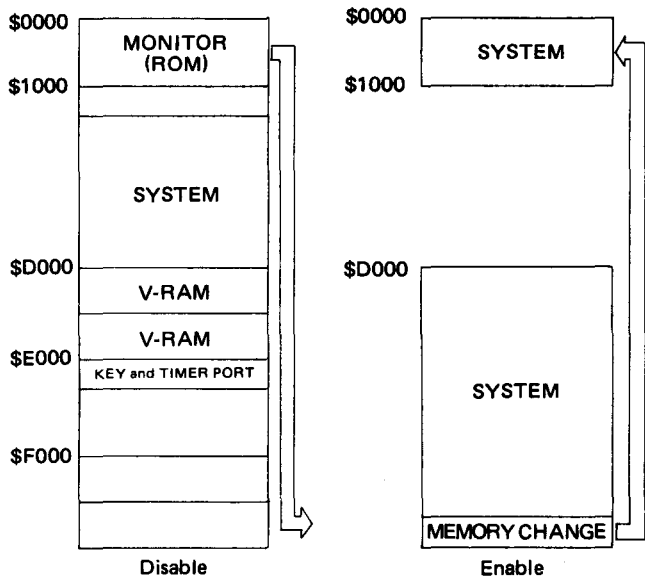 $0000
MONITOR
(ROM)
$1000
SYSTEM
$D000
V-RAM
V-RAM
$E000
KEY and TIMER PORT
$F000
Disable
$0000
SYSTEM
$1000
$D000
SYSTEM
MEMORY CHANGE
Enable